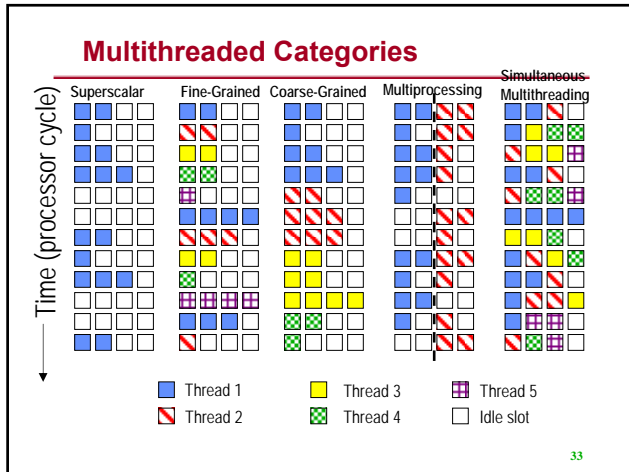 Multithreaded Categories
Superscalar Fine-Grained Coarse-Grained Multiprocessing Simultaneous Multithreading
Time (processor cycle)
Thread 1 Thread 3 Thread 5
Thread 2 Thread 4 Idle slot
33